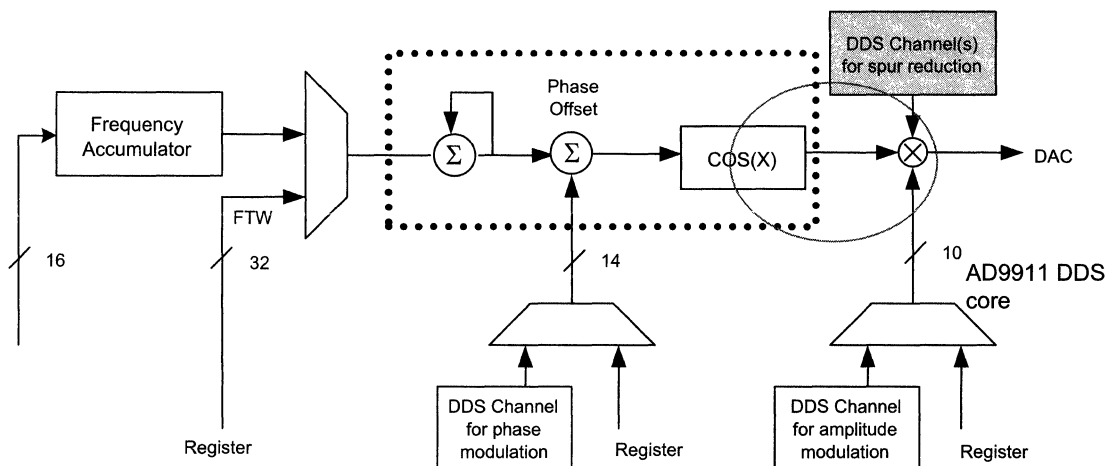 DDS Channel(s)
for spur reduction
Phase
Offset
Frequency
Accumulator
Σ
Σ
COS(X)
DAC
FTW
16
32
14
10
AD9911 DDS
core
DDS Channel
for phase
modulation
Register
DDS Channel
for amplitude
modulation
Register
Register